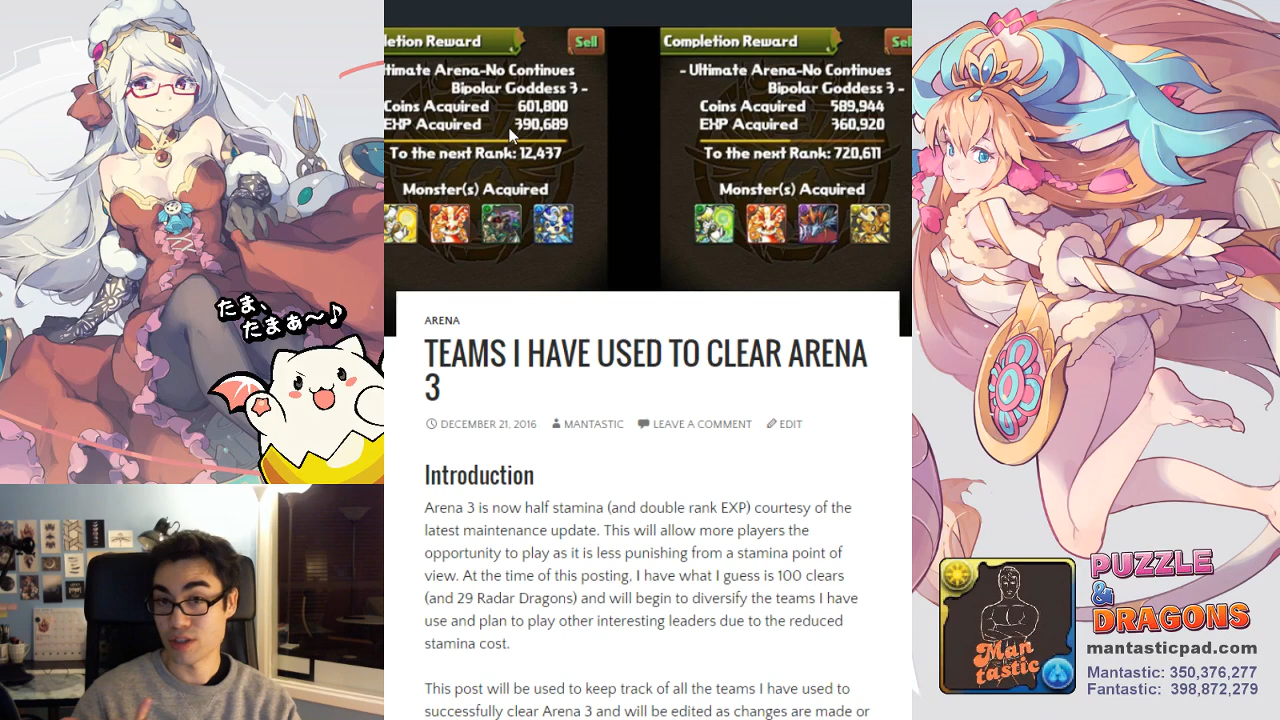 たま、
たまぁ～♪
letion Reward
Sell
ltimate Arena-No Continues
Bipolar Goddess 3 -
Coins Acquired 601,800
EXP Acquired 390,689
To the next Rank: 12,437
Monster(s) Acquired
Completion Reward
Sell
- Ultimate Arena-No Continues
Bipolar Goddess 3 -
Coins Acquired 589,944
EXP Acquired 360,920
To the next Rank: 720,611
Monster(s) Acquired
ARENA
TEAMS I HAVE USED TO CLEAR ARENA
3
DECEMBER 21, 2016 MANTASTIC LEAVE A COMMENT EDIT
Introduction
Arena 3 is now half stamina (and double rank EXP) courtesy of the
latest maintenance update. This will allow more players the
opportunity to play as it is less punishing from a stamina point of
view. At the time of this posting, I have what I guess is 100 clears
(and 29 Radar Dragons) and will begin to diversify the teams I have
use and plan to play other interesting leaders due to the reduced
stamina cost.
This post will be used to keep track of all the teams I have used to
successfully clear Arena 3 and will be edited as changes are made or
Man
tastic
PUZZLE
&
DRAGONS
mantasticpad.com
Mantastic: 350,376,277
Fantastic: 398,872,279